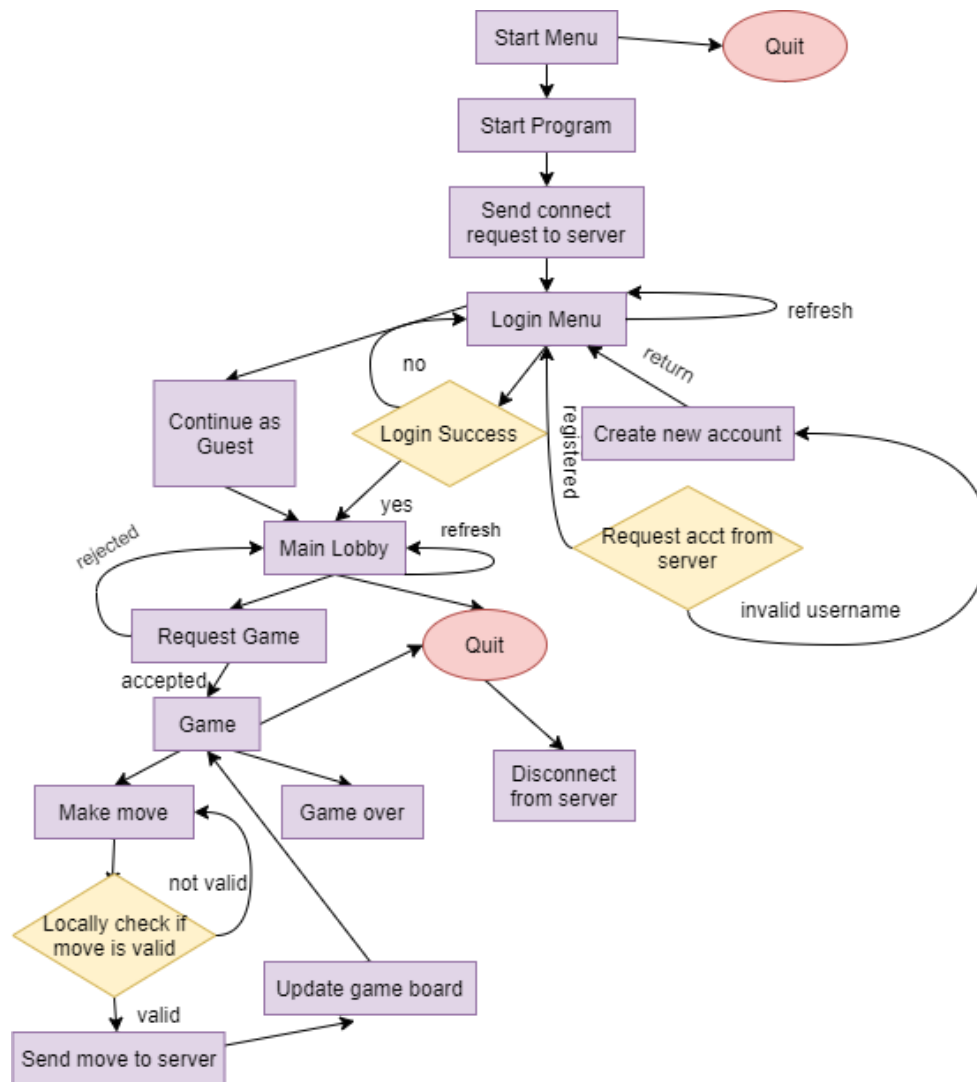 Start Menu
Quit
Start Program
Send connect
request to server
Login Menu
refresh
no
return
Continue as
Guest
Login Success
registered
Create new account
yes
refresh
rejected
Main Lobby
Request acct from
server
invalid username
Request Game
Quit
accepted
Game
Disconnect
from server
Make move
Game over
not valid
Locally check if
move is valid
Update game board
valid
Send move to server